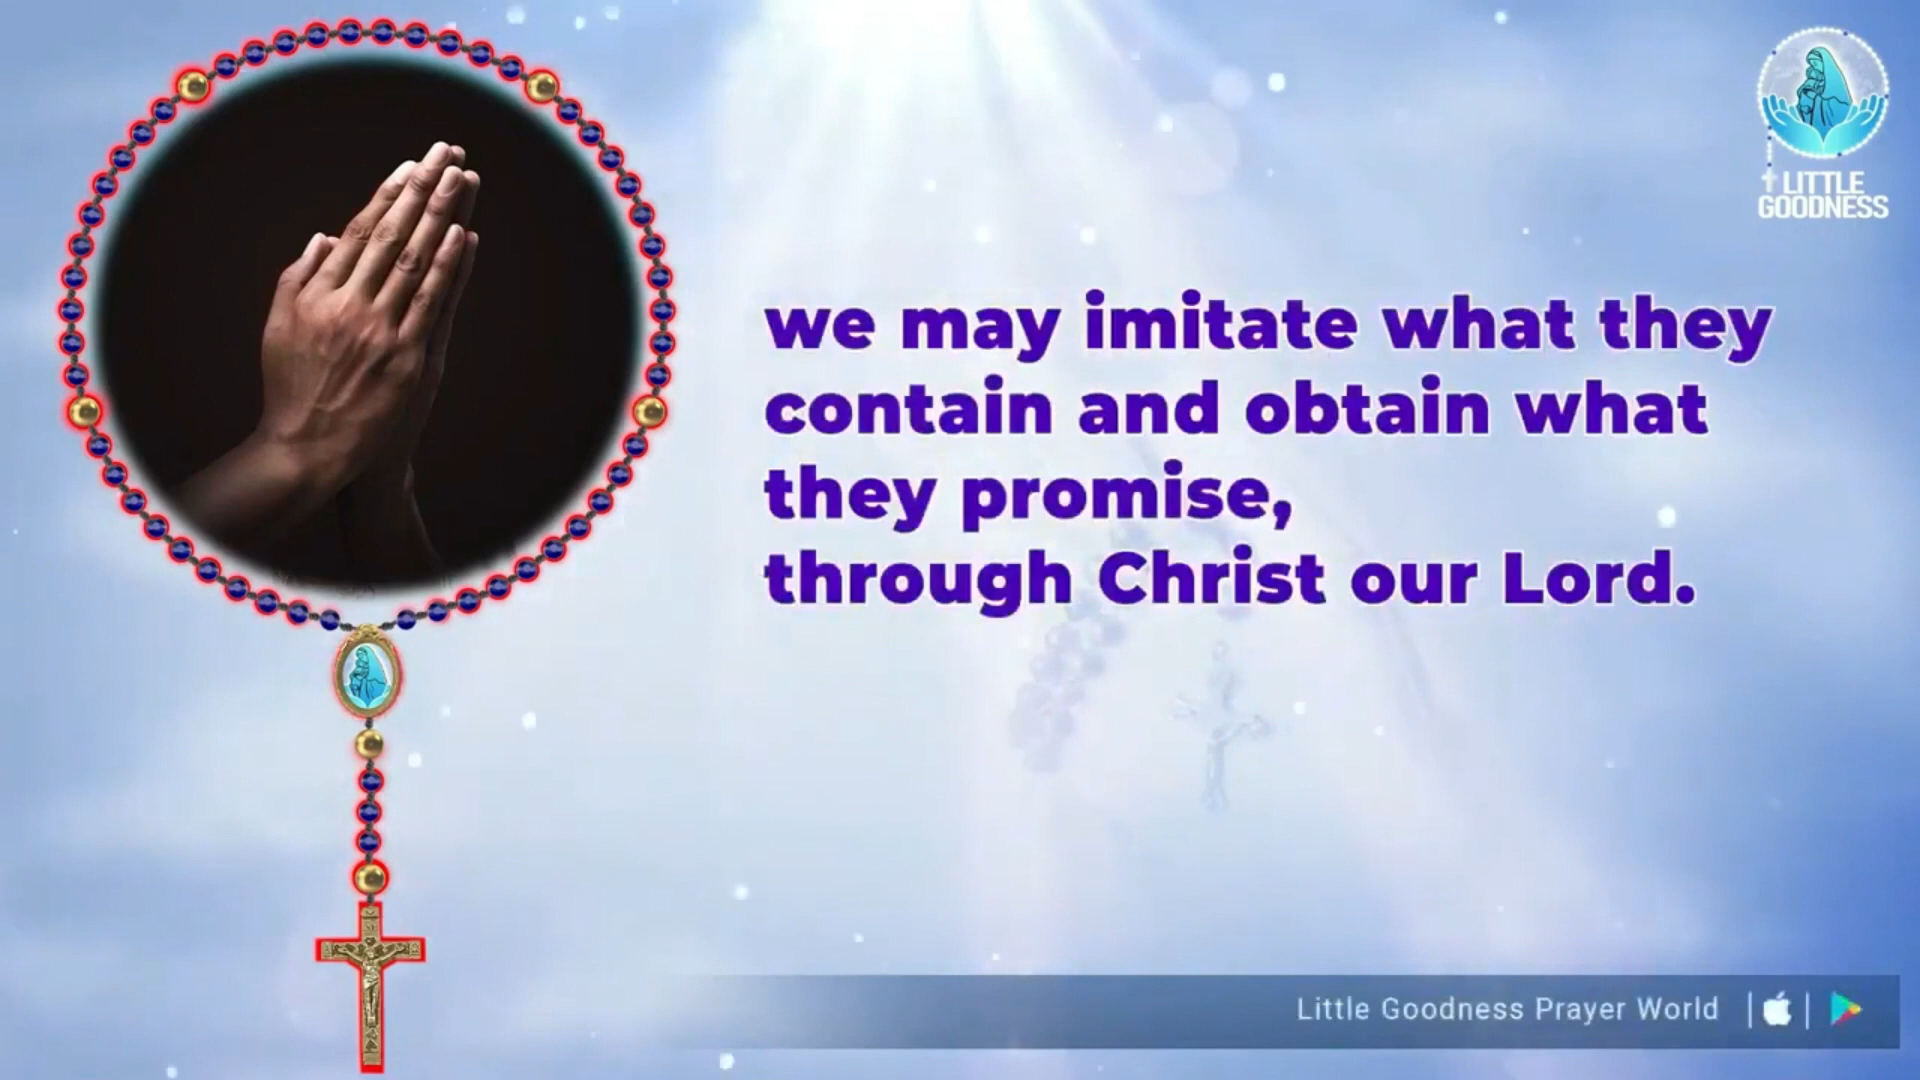 LITTLE
GOODNESS
we may imitate what they
contain and obtain what
they promise,
through Christ our Lord.
Little Goodness Prayer World